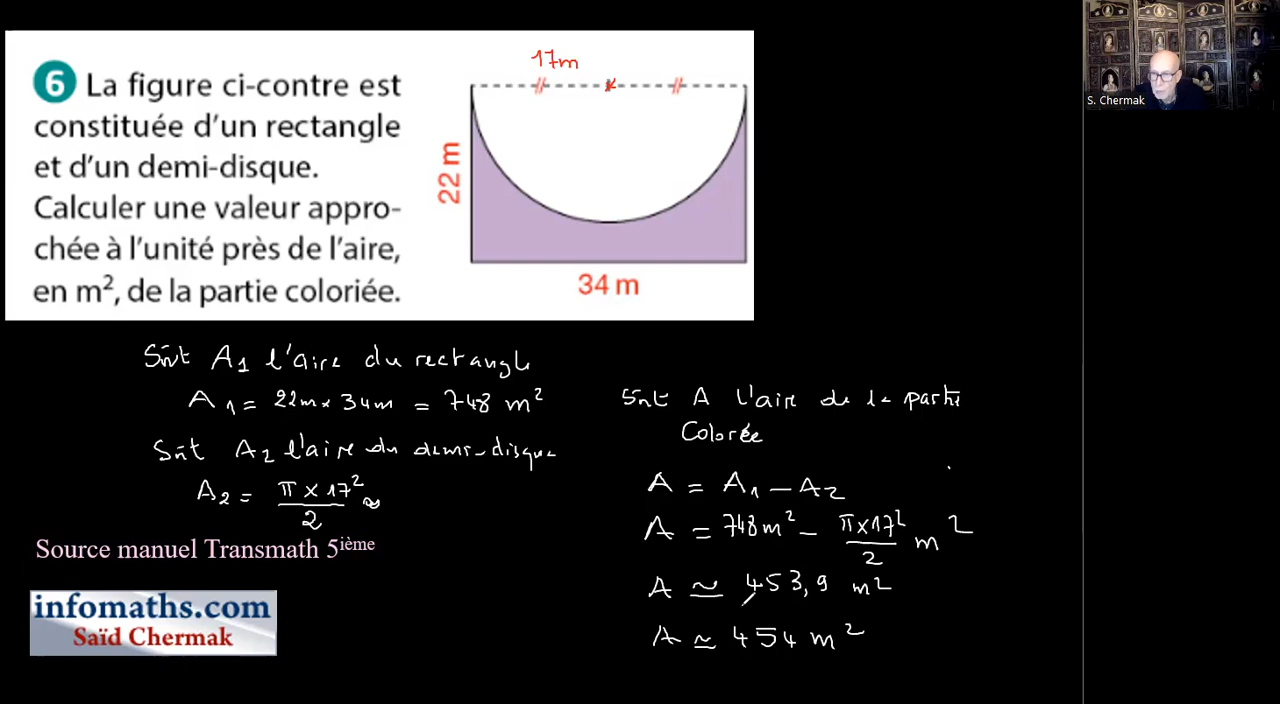 6 La figure ci-contre est
constituée d'un rectangle
et d'un demi-disque.
Calculer une valeur appro-
chée à l'unité près de l'aire,
en m², de la partie coloriée.
17m
22 m
34 m
Soit A1 l'aire du rectangle
A1 = 22m × 34m = 748 m²
Soit A2 l'aire du demi-disque
A2 = π × 17² / 2 ≈
Source manuel Transmath 5ième
infomaths.com
Saïd Chermak
Soit A l'aire de la partie
Colorée
A = A1 − A2
A = 748m² − π×17² / 2 m²
A ≃ 453,9 m²
A ≃ 454 m²
S. Chermak